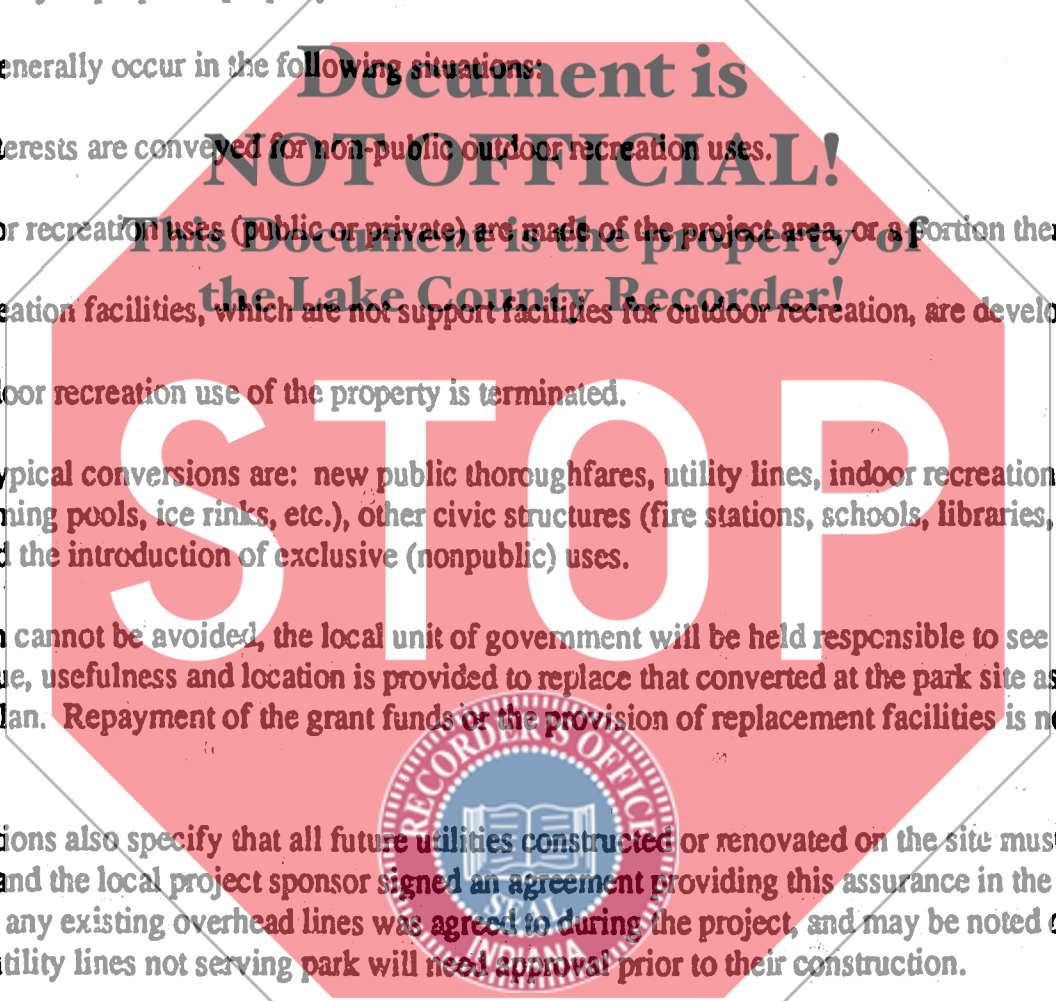 enerally occur in the following situations:
Document is
terests are conveyed for non-public outdoor recreation uses.
NOT OFFICIAL!
or recreation uses (public or private) are made of the project area, or a portion
This Document is the property of
the Lake County Recorder!
eation facilities, which are not support facilities for outdoor recreation, are
oor recreation use of the property is terminated.
STOP
ypical conversions are: new public thoroughfares, utility lines, indoor recreation
ing pools, ice rinks, etc.), other civic structures (fire stations, schools, libraries,
d the introduction of exclusive (nonpublic) uses.
n cannot be avoided, the local unit of government will be held responsible to see
ue, usefulness and location is provided to replace that converted at the park site as
lan. Repayment of the grant funds or the provision of replacement facilities is
RECORDER'S OFFICE
SEAL
INDIANA
tions also specify that all future utilities constructed or renovated on the site must
and the local project sponsor signed an agreement providing this assurance in the
any existing overhead lines was agreed to during the project, and may be noted
tility lines not serving park will need approval prior to their construction.